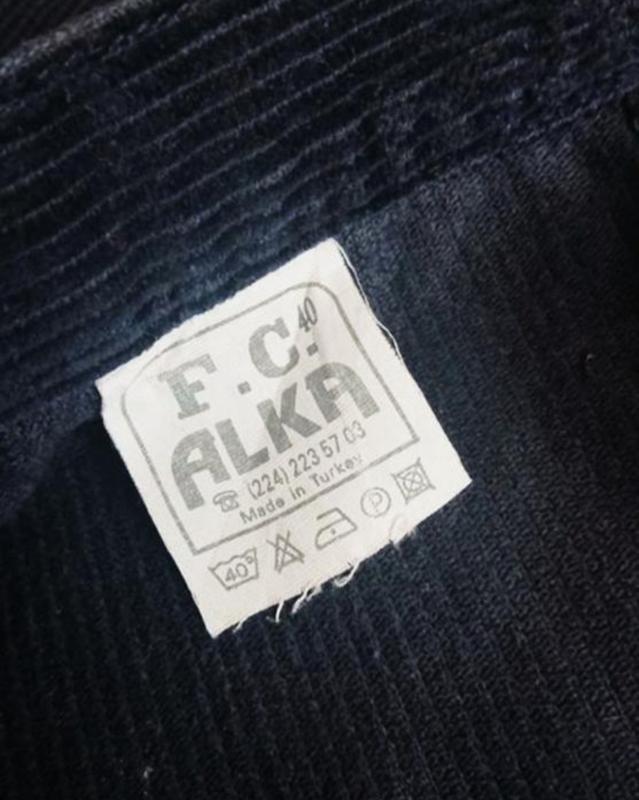 40
F.C.
ALKA
☎ (224) 223 57 03
Made in Turkey
40° P